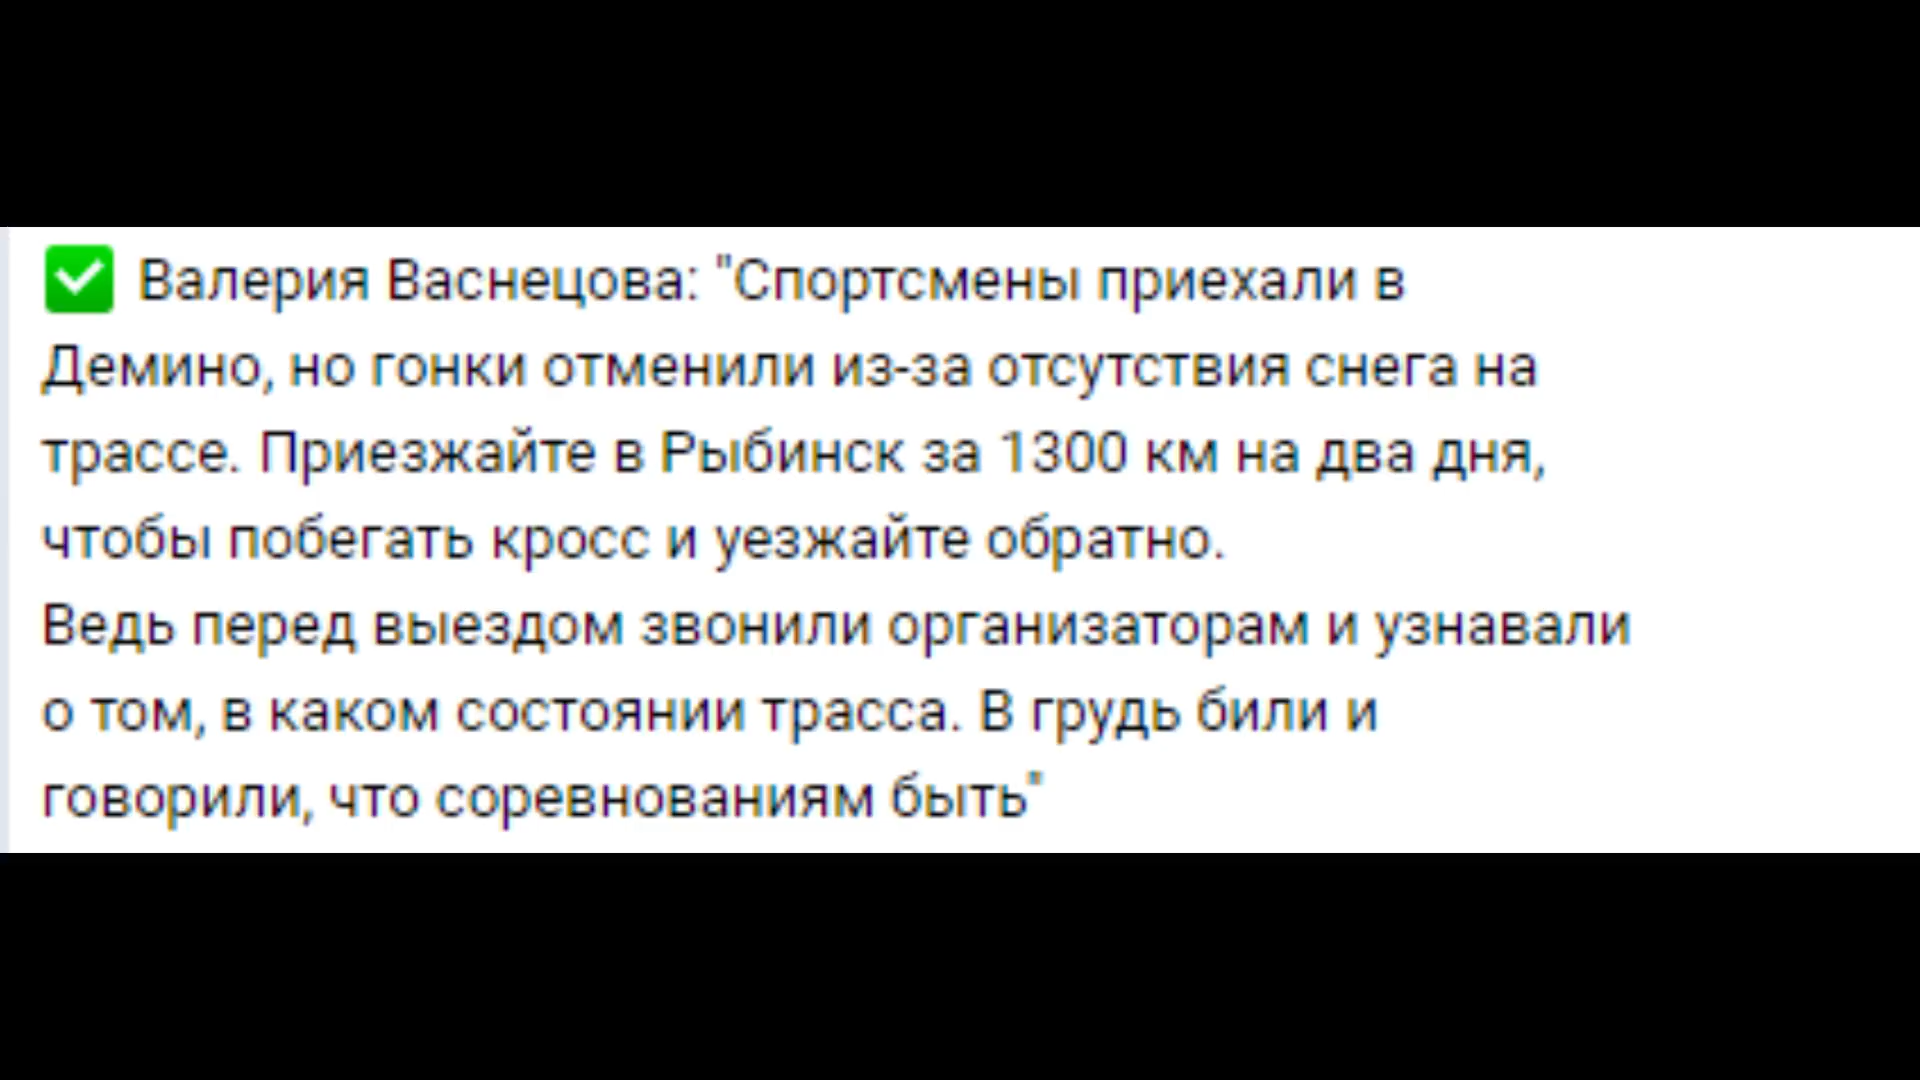 ✅ Валерия Васнецова: "Спортсмены приехали в
Демино, но гонки отменили из-за отсутствия снега на
трассе. Приезжайте в Рыбинск за 1300 км на два дня,
чтобы побегать кросс и уезжайте обратно.
Ведь перед выездом звонили организаторам и узнавали
о том, в каком состоянии трасса. В грудь били и
говорили, что соревнованиям быть"